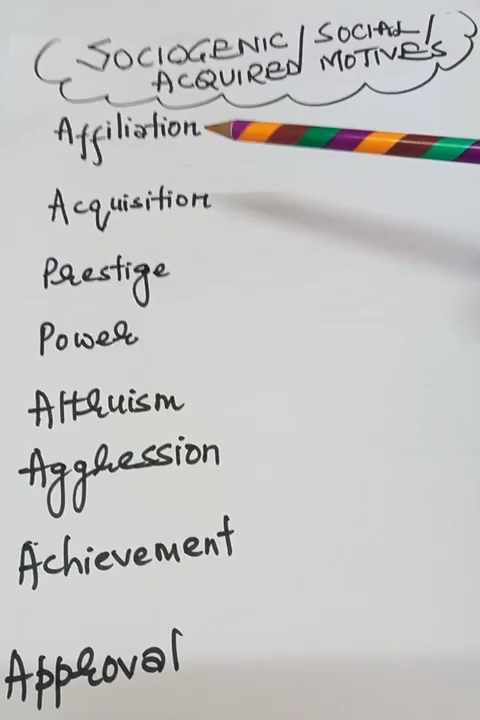 SOCIOGENIC/ SOCIAL/
ACQUIRED MOTIVES
Affiliation
Acquisition
Prestige
Power
Altruism
Aggression
Achievement
Approval